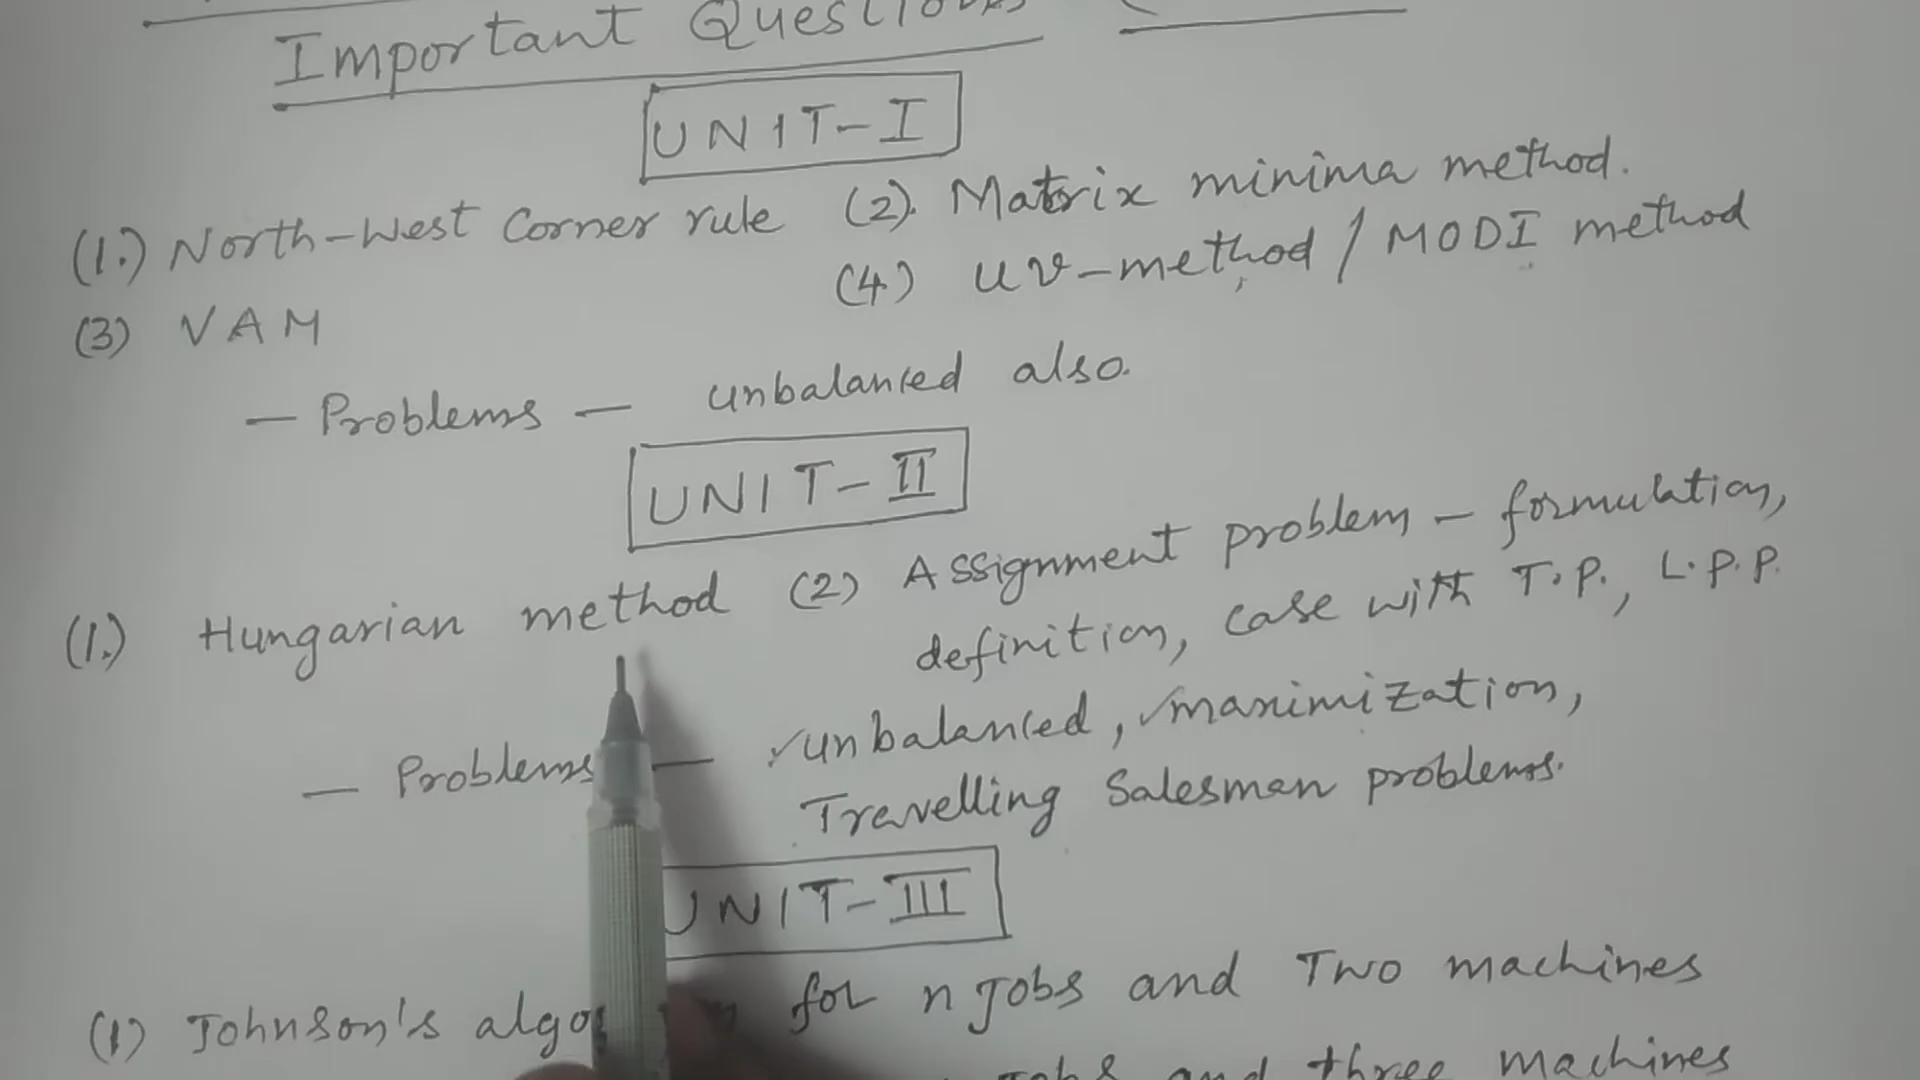 Important Questions
UNIT-I
(1.) North-West Corner rule (2). Matrix minima method.
(3) VAM (4) UV-method / MODI method
- Problems - unbalanced also.
UNIT-II
(1.) Hungarian method (2) Assignment problem - formulation,
definition, case with T.P., L.P.P.
- Problems - ✓unbalanced, ✓maximization,
Travelling Salesman problems.
UNIT-III
(1) Johnson's for n jobs and Two machines
jobs and three machines